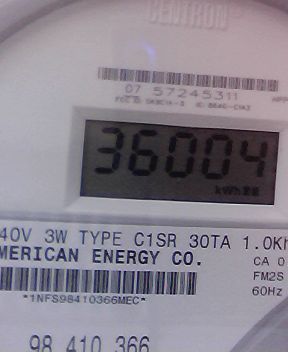 CENTRON
07 57245311
36004
kWh
40V 3W TYPE C1SR 30TA 1.0Kh
MERICAN ENERGY CO.
CA 0
FM2S
60Hz
*1NFS98410366MEC*
98 410 366